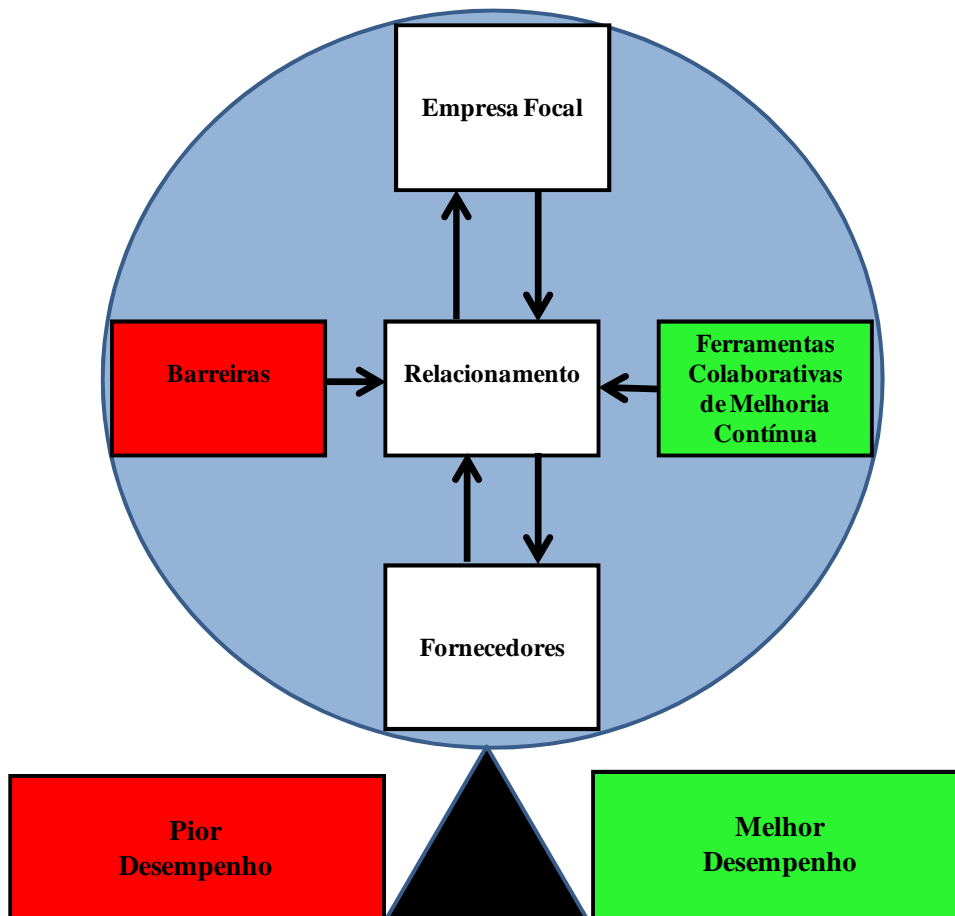 Empresa Focal
Barreiras
Relacionamento
Ferramentas
Colaborativas
de Melhoria
Contínua
Fornecedores
Pior
Desempenho
Melhor
Desempenho